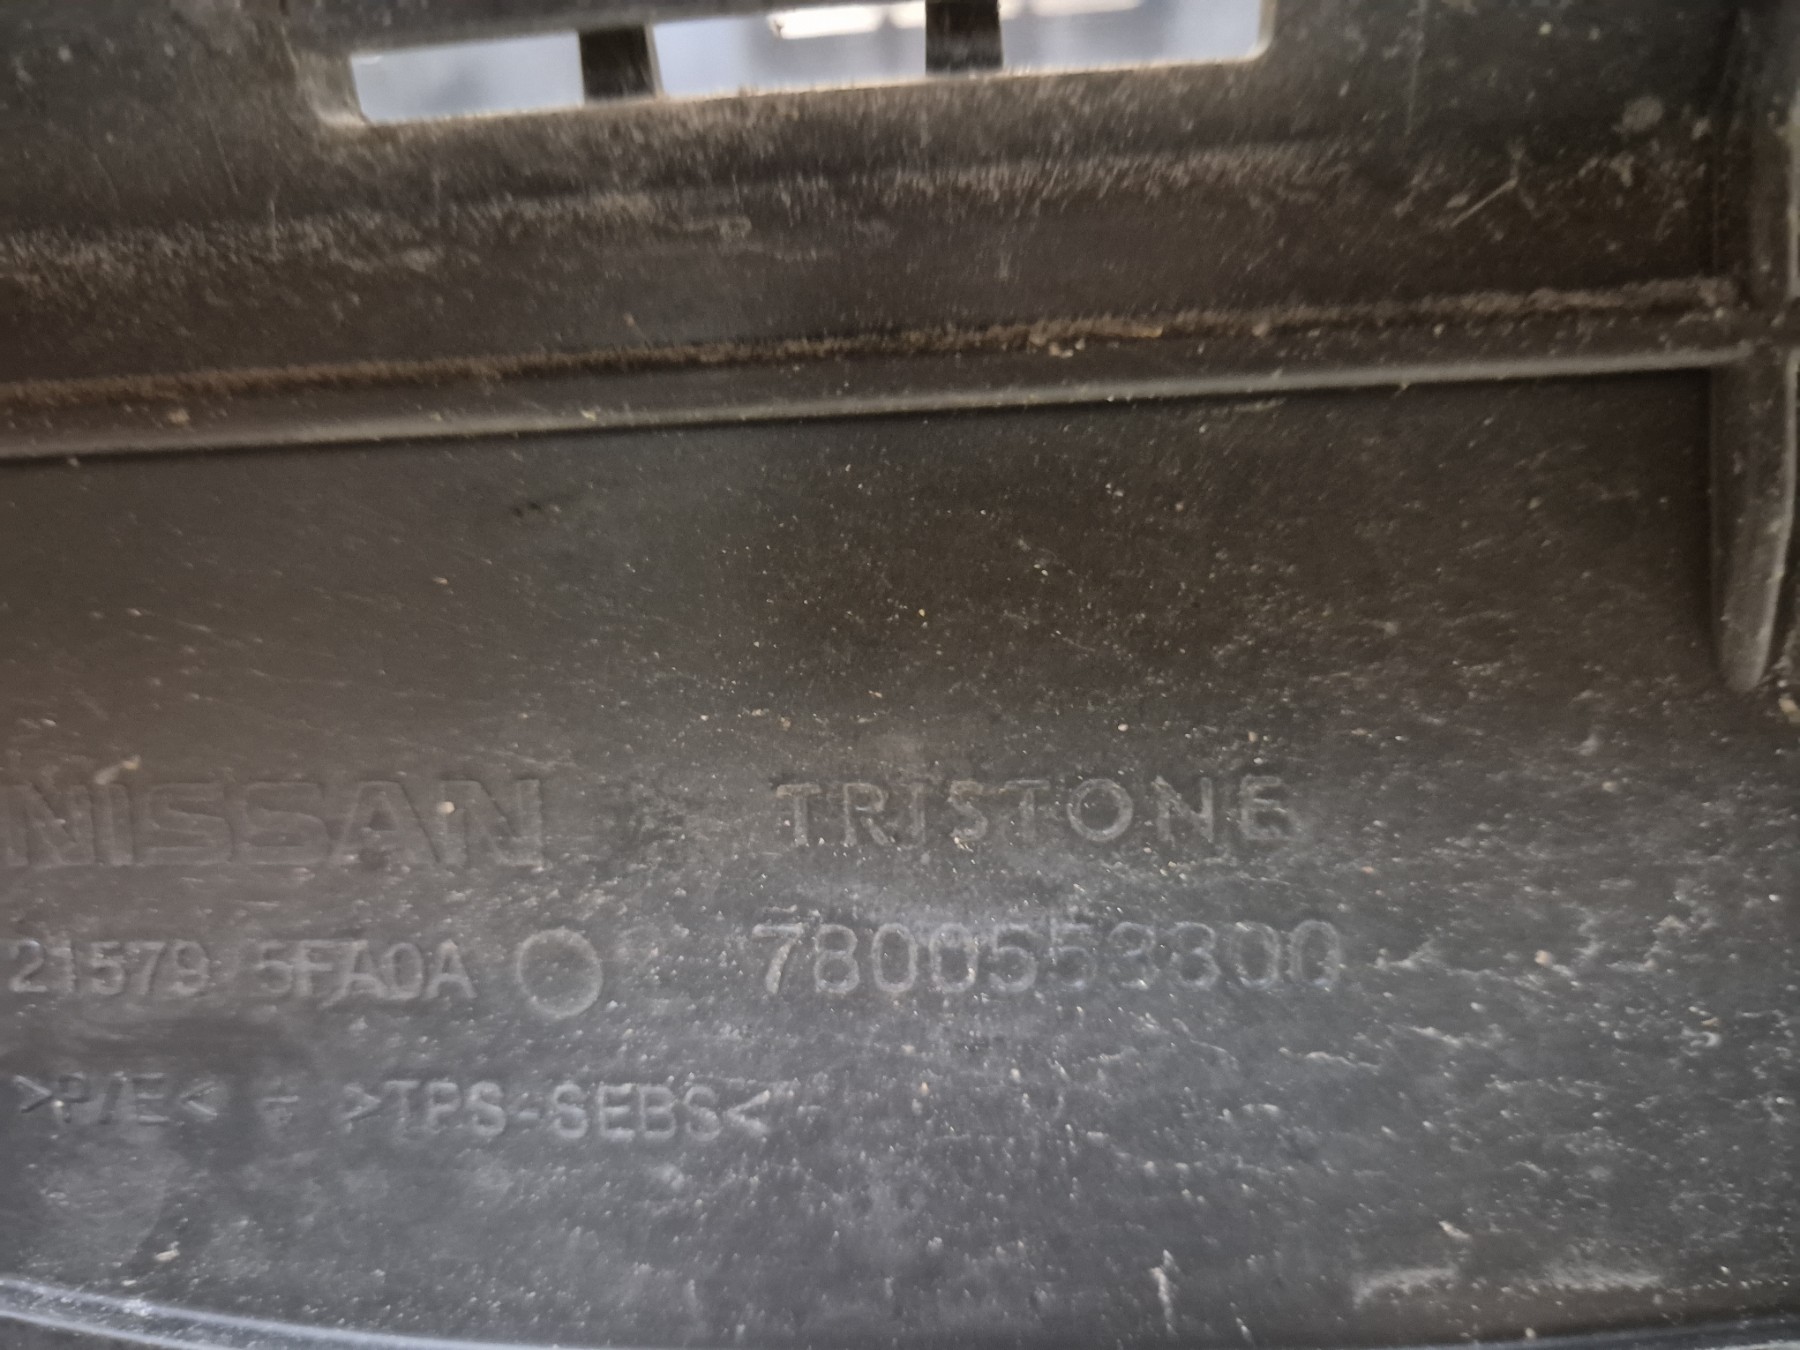 NISSAN TRISTONE
21579 5FA0A 7800553300
>P/E< + >TPS-SEBS<